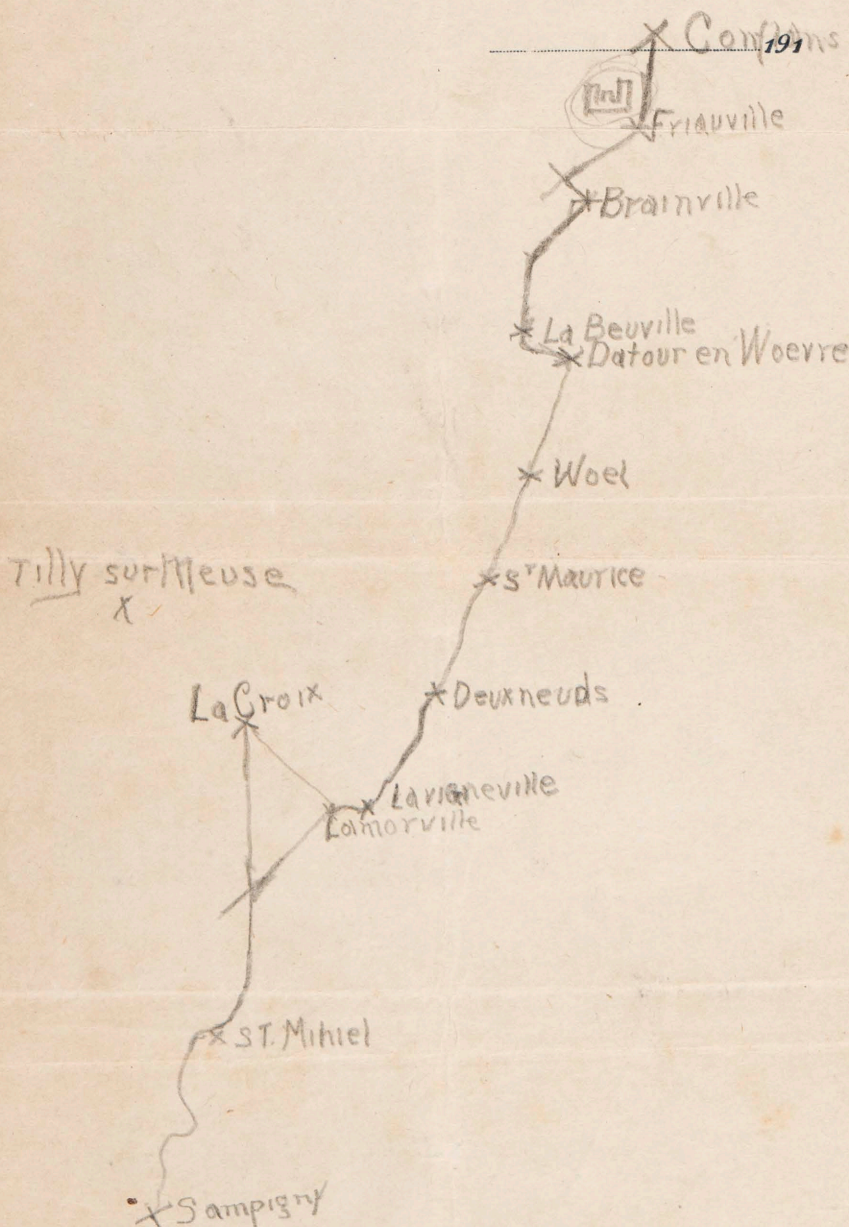 Conflans
191
Friauville
Brainville
La Beuville
Datour en Woevre
Woel
Sᵗ Maurice
Tilly sur Meuse
Deuxneuds
La Croix
Lavigneville
Lamorville
ST. Mihiel
Sampigny